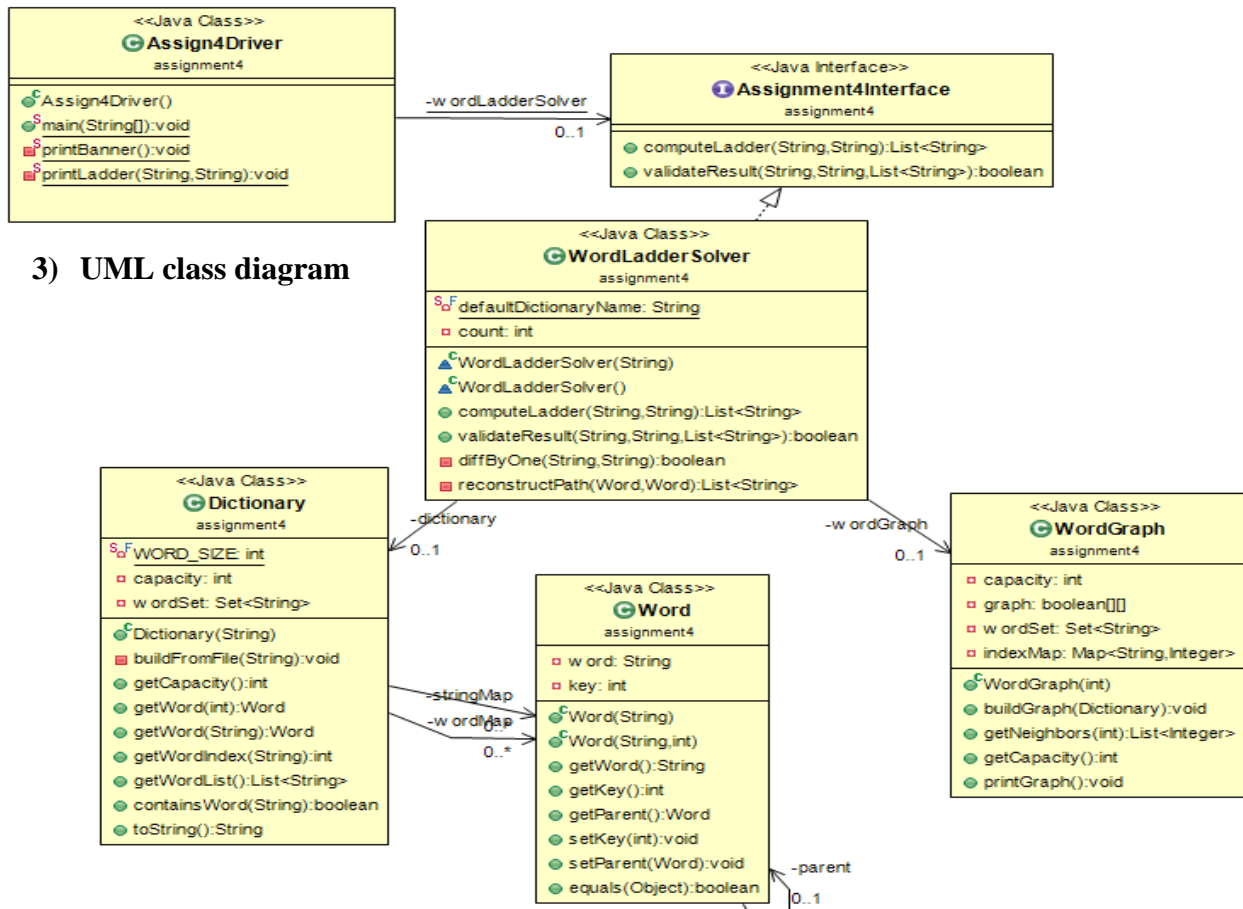 <<Java Class>>
Assign4Driver
assignment4
Assign4Driver()
main(String[]):void
printBanner():void
printLadder(String,String):void
-wordLadderSolver
0..1
<<Java Interface>>
Assignment4Interface
assignment4
computeLadder(String,String):List<String>
validateResult(String,String,List<String>):boolean
3) UML class diagram
<<Java Class>>
WordLadderSolver
assignment4
defaultDictionaryName: String
count: int
WordLadderSolver(String)
WordLadderSolver()
computeLadder(String,String):List<String>
validateResult(String,String,List<String>):boolean
diffByOne(String,String):boolean
reconstructPath(Word,Word):List<String>
-dictionary
0..1
-wordGraph
0..1
<<Java Class>>
Dictionary
assignment4
WORD_SIZE: int
capacity: int
wordSet: Set<String>
Dictionary(String)
buildFromFile(String):void
getCapacity():int
getWord(int):Word
getWord(String):Word
getWordIndex(String):int
getWordList():List<String>
containsWord(String):boolean
toString():String
-stringMap
0..*
-wordMap
0..*
<<Java Class>>
Word
assignment4
word: String
key: int
Word(String)
Word(String,int)
getWord():String
getKey():int
getParent():Word
setKey(int):void
setParent(Word):void
equals(Object):boolean
-parent
0..1
<<Java Class>>
WordGraph
assignment4
capacity: int
graph: boolean[][]
wordSet: Set<String>
indexMap: Map<String,Integer>
WordGraph(int)
buildGraph(Dictionary):void
getNeighbors(int):List<Integer>
getCapacity():int
printGraph():void